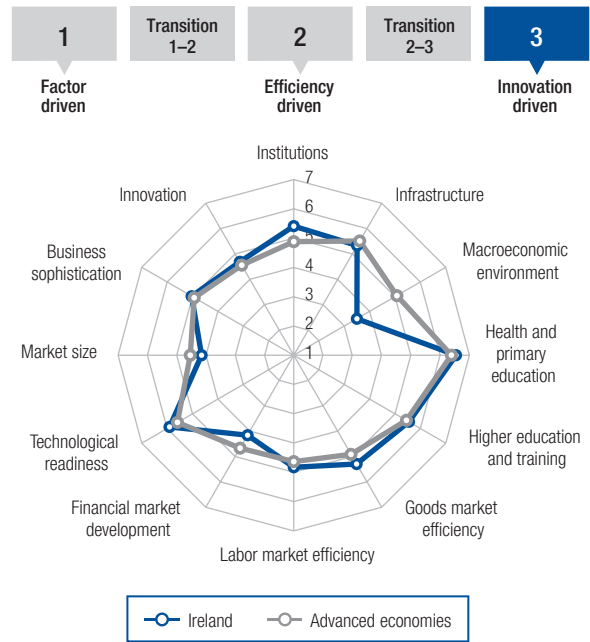 1
Transition
1–2
2
Transition
2–3
3
Factor
driven
Efficiency
driven
Innovation
driven
Institutions
Infrastructure
Macroeconomic
environment
Health and
primary
education
Higher education
and training
Goods market
efficiency
Labor market efficiency
Financial market
development
Technological
readiness
Market size
Business
sophistication
Innovation
7
6
5
4
3
2
1
Ireland
Advanced economies